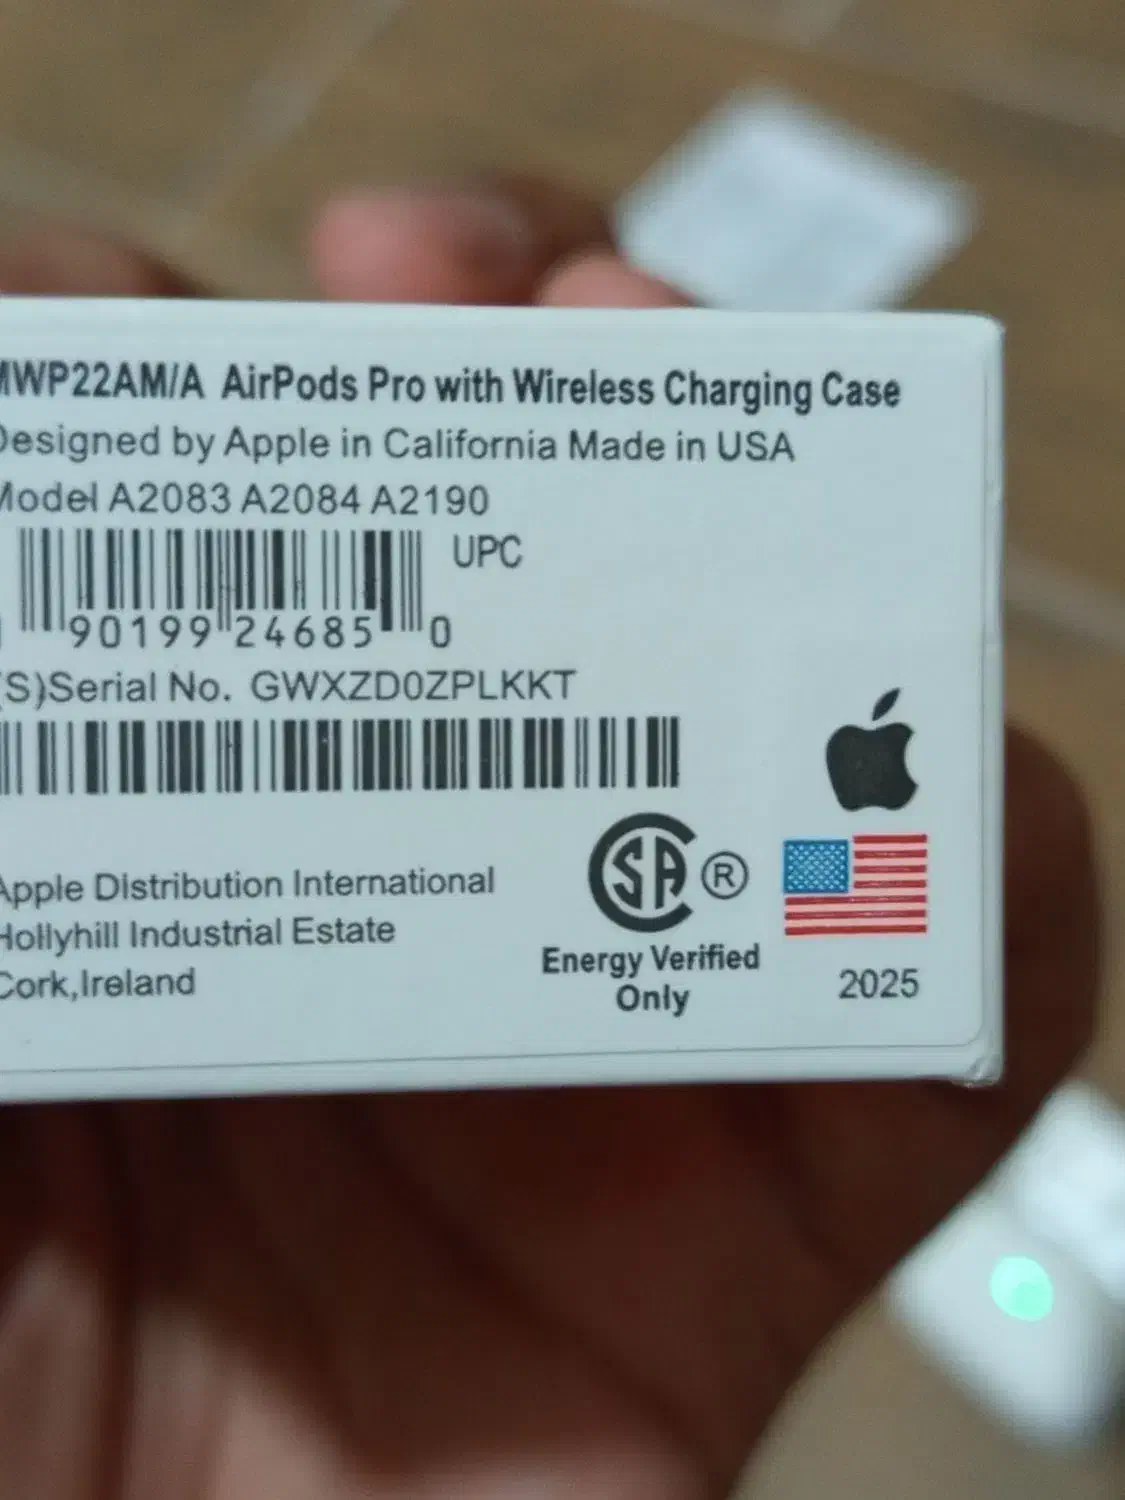 MWP22AM/A AirPods Pro with Wireless Charging Case
Designed by Apple in California Made in USA
Model A2083 A2084 A2190
UPC
90199 24685 0
(S)Serial No. GWXZD0ZPLKKT
Apple Distribution International
Hollyhill Industrial Estate
Cork,Ireland
SA ®
Energy Verified
Only
2025